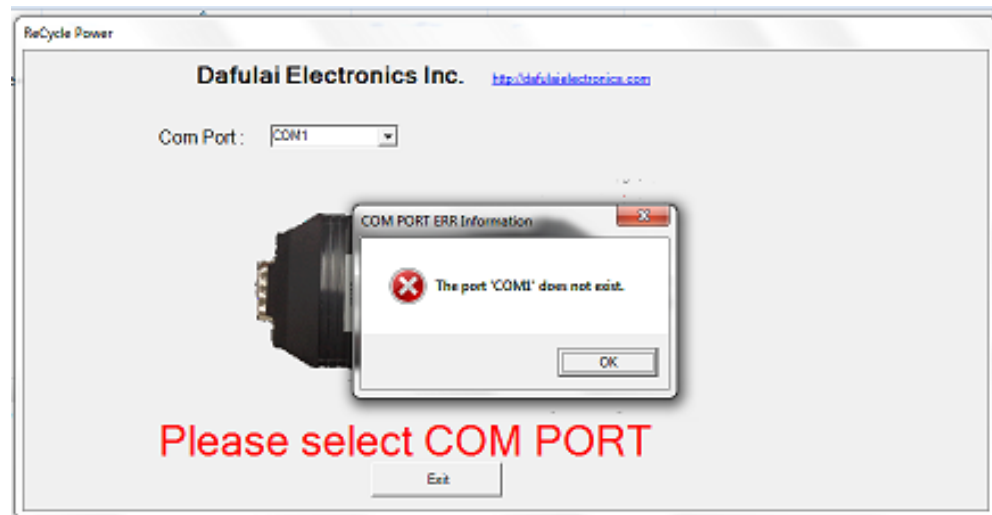 ReCycle Power
Dafulai Electronics Inc. http://dafulaielectronics.com
Com Port : COM1
COM PORT ERR Information
The port 'COM1' does not exist.
OK
Please select COM PORT
Exit